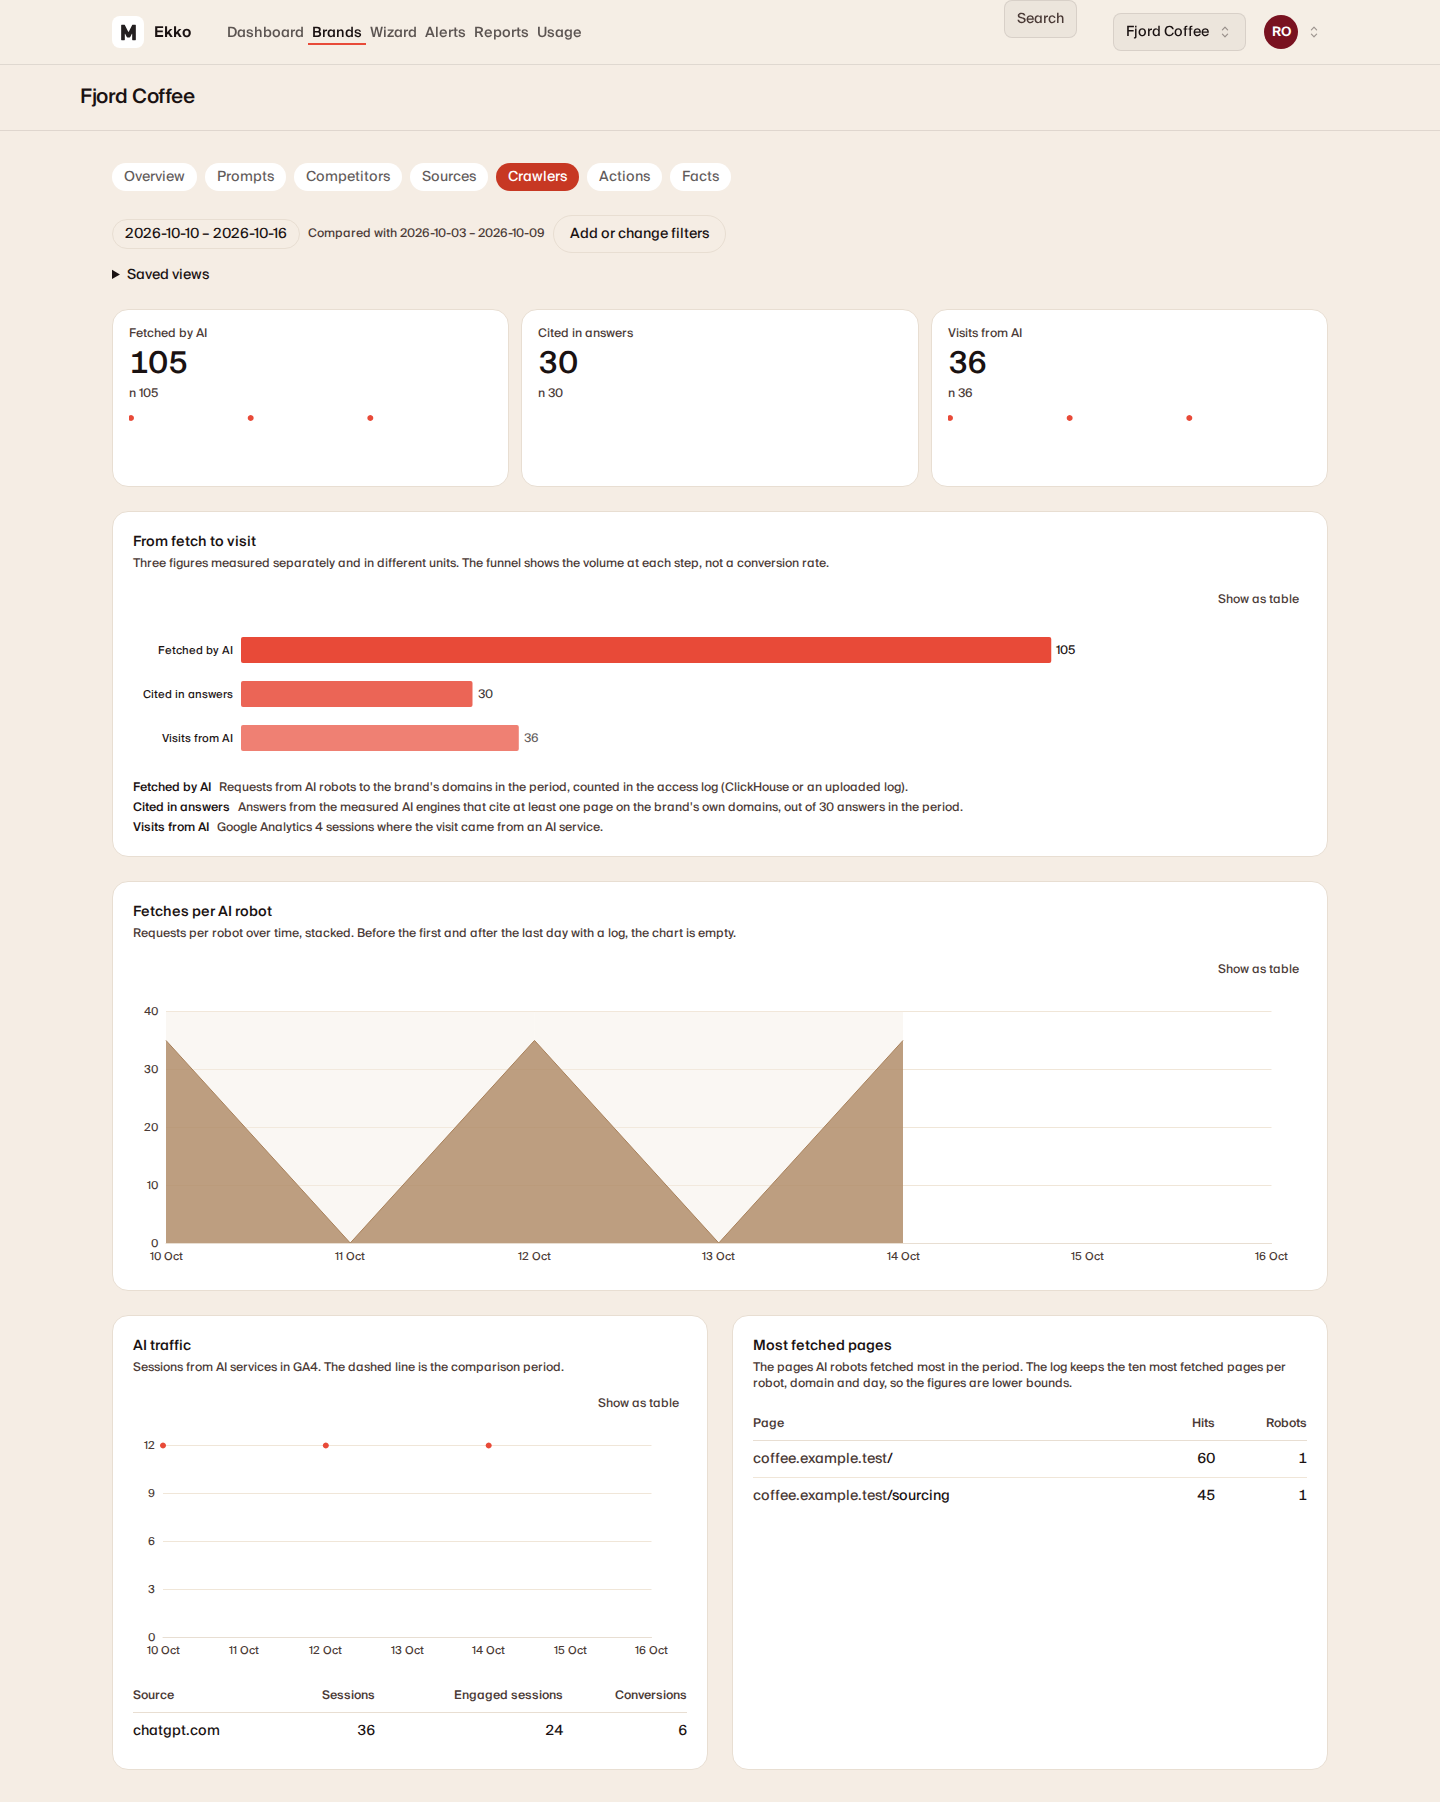 M Ekko Dashboard Brands Wizard Alerts Reports Usage Search Fjord Coffee RO
Fjord Coffee
Overview Prompts Competitors Sources Crawlers Actions Facts
2026-10-10 – 2026-10-16 Compared with 2026-10-03 – 2026-10-09 Add or change filters
Saved views
Fetched by AI
105
n 105
Cited in answers
30
n 30
Visits from AI
36
n 36
From fetch to visit
Three figures measured separately and in different units. The funnel shows the volume at each step, not a conversion rate.
Show as table
Fetched by AI 105
Cited in answers 30
Visits from AI 36
Fetched by AI Requests from AI robots to the brand's domains in the period, counted in the access log (ClickHouse or an uploaded log).
Cited in answers Answers from the measured AI engines that cite at least one page on the brand's own domains, out of 30 answers in the period.
Visits from AI Google Analytics 4 sessions where the visit came from an AI service.
Fetches per AI robot
Requests per robot over time, stacked. Before the first and after the last day with a log, the chart is empty.
Show as table
40
30
20
10
0
10 Oct 11 Oct 12 Oct 13 Oct 14 Oct 15 Oct 16 Oct
AI traffic
Sessions from AI services in GA4. The dashed line is the comparison period.
Show as table
12
9
6
3
0
10 Oct 11 Oct 12 Oct 13 Oct 14 Oct 15 Oct 16 Oct
Source Sessions Engaged sessions Conversions
chatgpt.com 36 24 6
Most fetched pages
The pages AI robots fetched most in the period. The log keeps the ten most fetched pages per
robot, domain and day, so the figures are lower bounds.
Page Hits Robots
coffee.example.test/ 60 1
coffee.example.test/sourcing 45 1